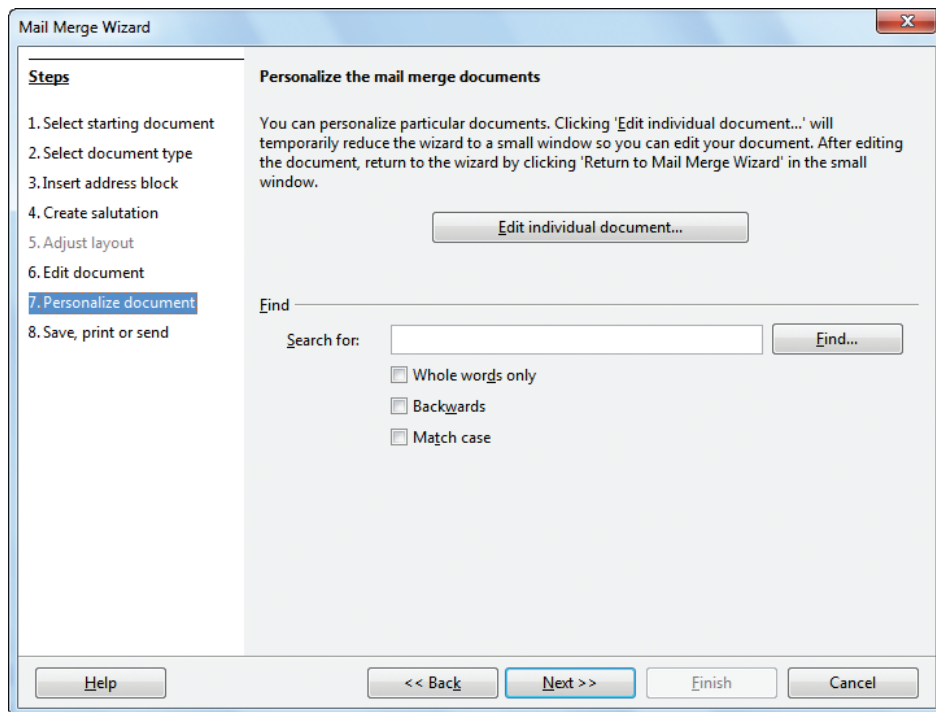 Mail Merge Wizard
Steps
1. Select starting document
2. Select document type
3. Insert address block
4. Create salutation
5. Adjust layout
6. Edit document
7. Personalize document
8. Save, print or send
Personalize the mail merge documents
You can personalize particular documents. Clicking 'Edit individual document...' will
temporarily reduce the wizard to a small window so you can edit your document. After editing
the document, return to the wizard by clicking 'Return to Mail Merge Wizard' in the small
window.
Edit individual document...
Find
Search for:
Find...
Whole words only
Backwards
Match case
Help
<< Back
Next >>
Finish
Cancel